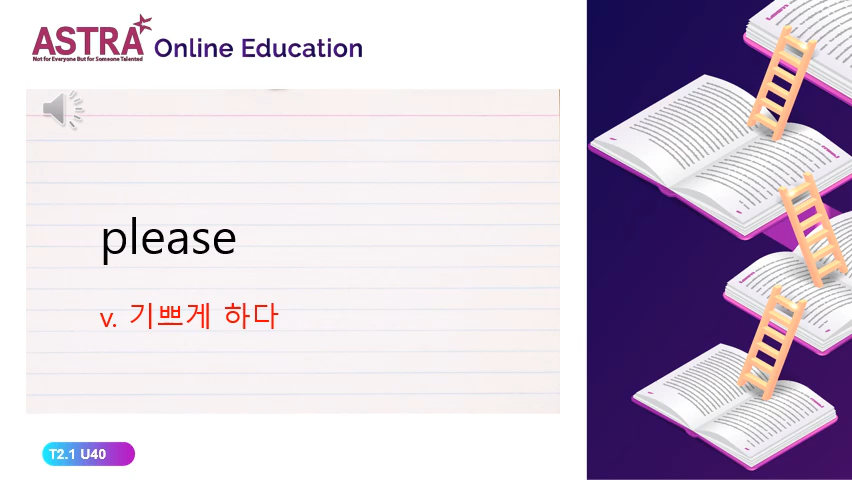 ASTRA
Not for Everyone But for Someone Talented
Online Education
please
v. 기쁘게 하다
T2.1 U40